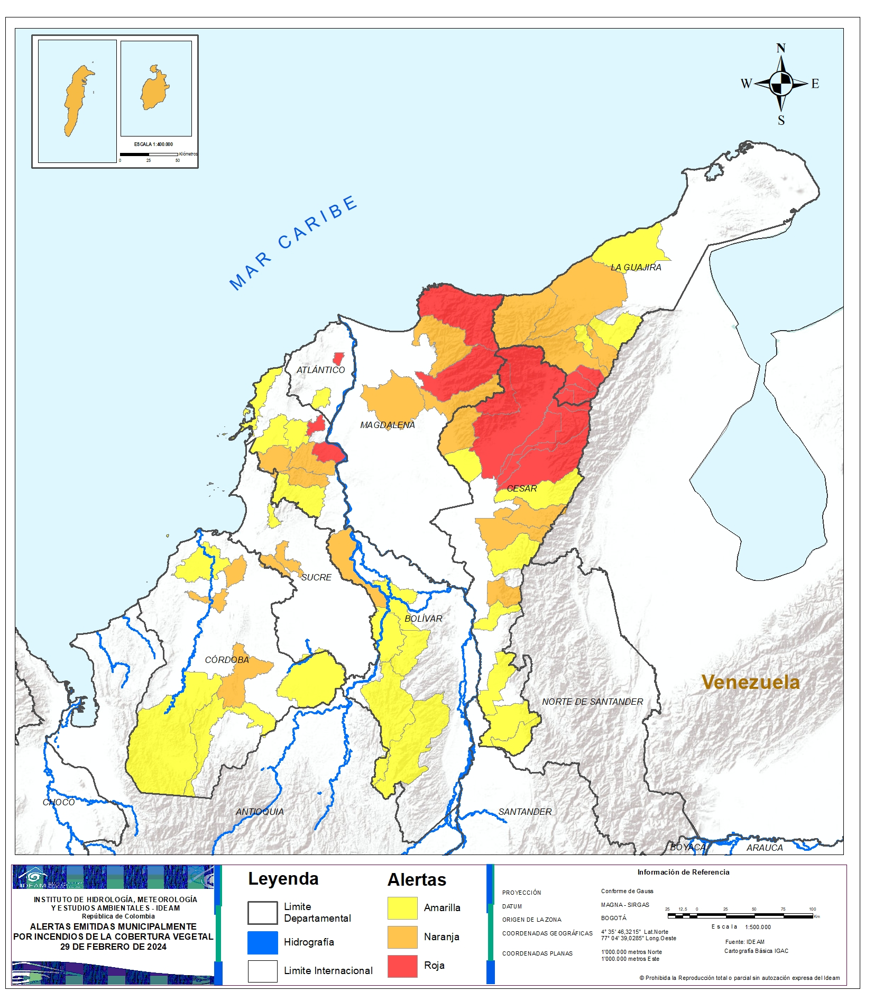 N
W
E
S
ESCALA 1:400.000
Kilómetros
0 25 50
MAR CARIBE
LA GUAJIRA
ATLÁNTICO
MAGDALENA
CESAR
SUCRE
BOLÍVAR
CÓRDOBA
Venezuela
NORTE DE SANTANDER
CHOCÓ
ANTIOQUIA
SANTANDER
BOYACÁ
ARAUCA
IDEAM
INSTITUTO DE HIDROLOGÍA, METEOROLOGÍA
Y ESTUDIOS AMBIENTALES - IDEAM
República de Colombia
ALERTAS EMITIDAS MUNICIPALMENTE
POR INCENDIOS DE LA COBERTURA VEGETAL
29 DE FEBRERO DE 2024
Leyenda
Limite
Departamental
Hidrografía
Limite Internacional
Alertas
Amarilla
Naranja
Roja
Información de Referencia
PROYECCIÓN Conforme de Gauss
DATUM MAGNA - SIRGAS
ORIGEN DE LA ZONA BOGOTÁ
COORDENADAS GEOGRÁFICAS 4° 35' 46,3215" Lat.Norte
77° 04' 39,0285" Long.Oeste
COORDENADAS PLANAS 1'000.000 metros Norte
1'000.000 metros Este
25 12,5 0 25 50 75 100
Km
Escala 1:500.000
Fuente: IDEAM
Cartografía Básica IGAC
© Prohibida la Reproducción total o parcial sin autozación expresa del Ideam